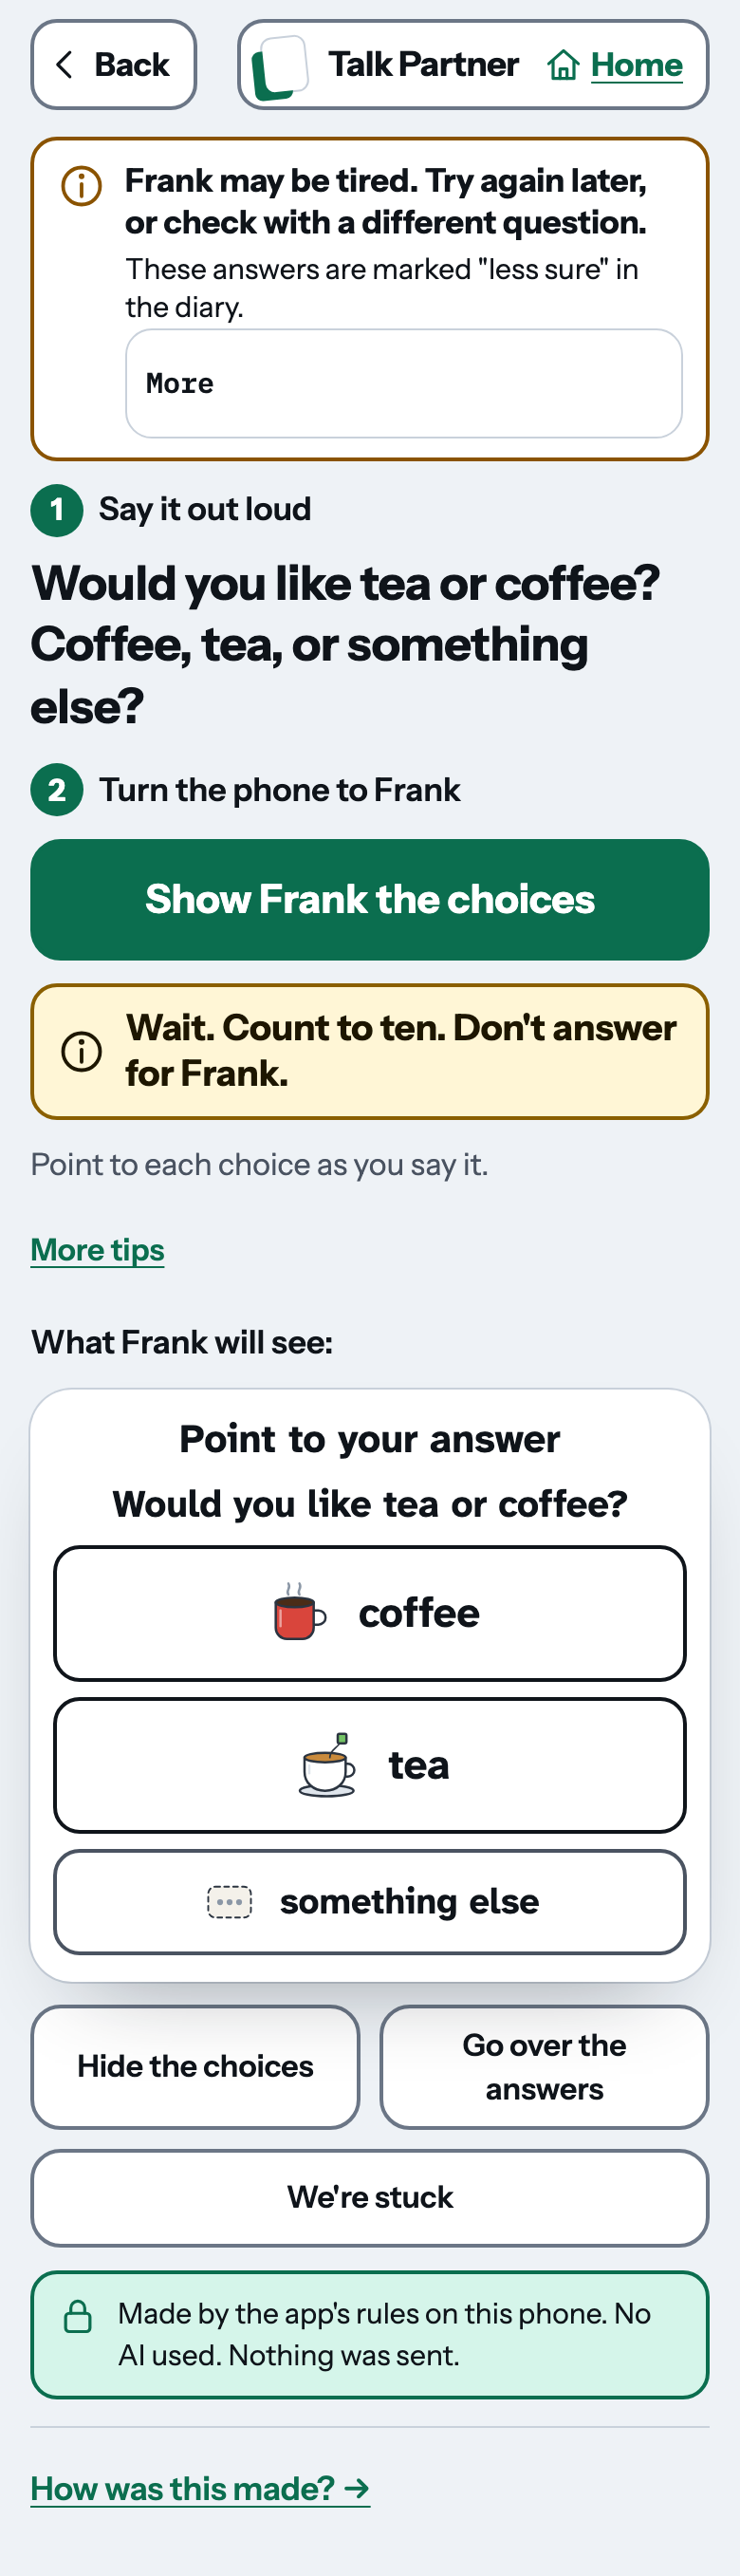 Back
Talk Partner
Home
Frank may be tired. Try again later,
or check with a different question.
These answers are marked "less sure" in
the diary.
More
1 Say it out loud
Would you like tea or coffee?
Coffee, tea, or something
else?
2 Turn the phone to Frank
Show Frank the choices
Wait. Count to ten. Don't answer
for Frank.
Point to each choice as you say it.
More tips
What Frank will see:
Point to your answer
Would you like tea or coffee?
coffee
tea
something else
Hide the choices
Go over the
answers
We're stuck
Made by the app's rules on this phone. No
AI used. Nothing was sent.
How was this made? →